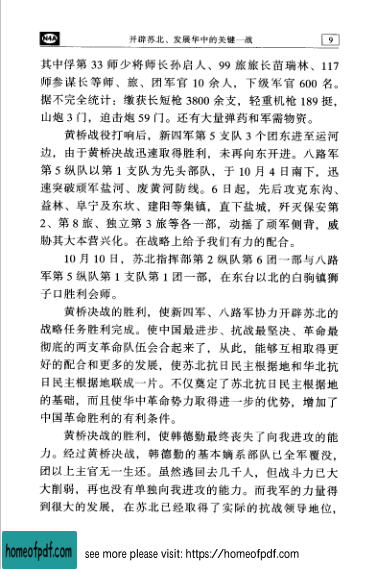 N4A
开辟苏北、发展华中的关键一战
9
其中俘第 33 师少将师长孙启人、99 旅旅长苗瑞林、117
师参谋长等师、旅、团军官 10 余人，下级军官 600 名。
据不完全统计：缴获长短枪 3800 余支，轻重机枪 189 挺，
山炮 3 门，迫击炮 59 门。还有大量弹药和军需物资。
黄桥战役打响后，新四军第 5 支队 3 个团东进至运河
边，由于黄桥决战迅速取得胜利，未再向东开进。八路军
第 5 纵队以第 1 支队为先头部队，于 10 月 4 日南下，迅
速突破顽军盐河、废黄河防线。6 日起，先后攻克东沟、
益林、阜宁及东坎、建阳等集镇，直下盐城，歼灭保安第
2、第 8 旅、独立第 3 旅等各一部，动摇了顽军侧背，威
胁其大本营兴化。在战略上给予我们有力的配合。
10 月 10 日，苏北指挥部第 2 纵队第 6 团一部与八路
军第 5 纵队第 1 支队第 1 团一部，在东台以北的白驹镇狮
子口胜利会师。
黄桥决战的胜利，使新四军、八路军协力开辟苏北的
战略任务胜利完成。使中国最进步、抗战最坚决、革命最
彻底的两支革命队伍会合起来了，从此，能够互相取得更
好的配合和更多的发展，使苏北抗日民主根据地和华北抗
日民主根据地联成一片。不仅奠定了苏北抗日民主根据地
的基础，而且使华中革命势力取得进一步的优势，增加了
中国革命胜利的有利条件。
黄桥决战的胜利，使韩德勤最终丧失了向我进攻的能
力。经过黄桥决战，韩德勤的基本嫡系部队已全军覆没，
团以上主官无一生还。虽然逃回去几千人，但战斗力已大
大削弱，再也没有单独向我进攻的能力。而我军的力量得
到很大的发展，在苏北已经取得了实际的抗战领导地位，
homeofpdf.com
see more please visit: https://homeofpdf.com